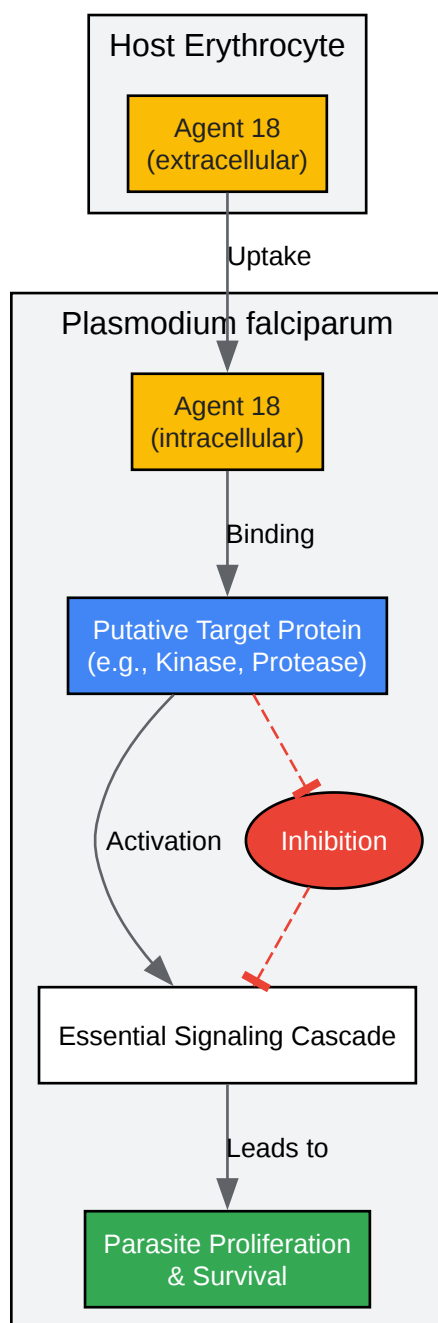 Host Erythrocyte
Agent 18
(extracellular)
Uptake
Plasmodium falciparum
Agent 18
(intracellular)
Binding
Putative Target Protein
(e.g., Kinase, Protease)
Activation
Inhibition
Essential Signaling Cascade
Leads to
Parasite Proliferation
& Survival